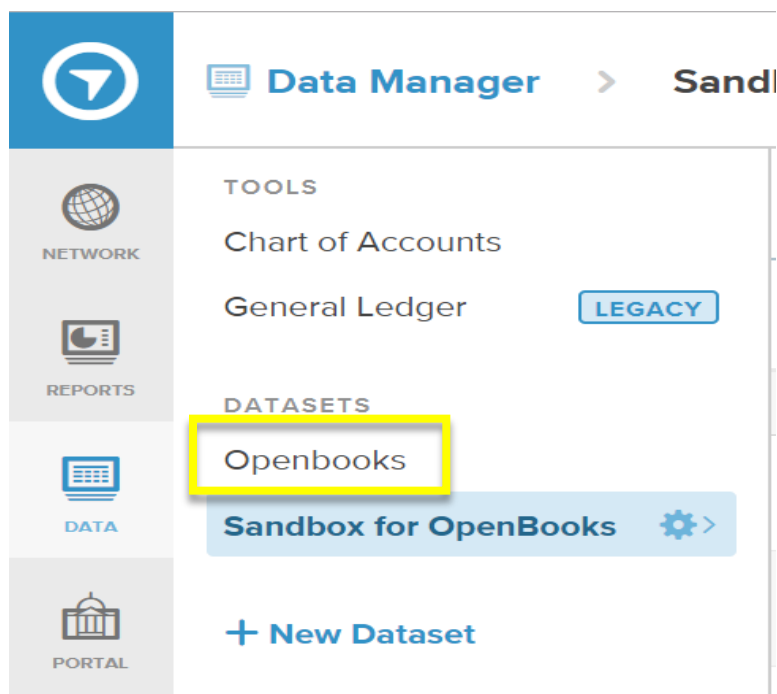 Data Manager > Sand
NETWORK
REPORTS
DATA
PORTAL
TOOLS
Chart of Accounts
General Ledger LEGACY
DATASETS
Openbooks
Sandbox for OpenBooks >
+ New Dataset